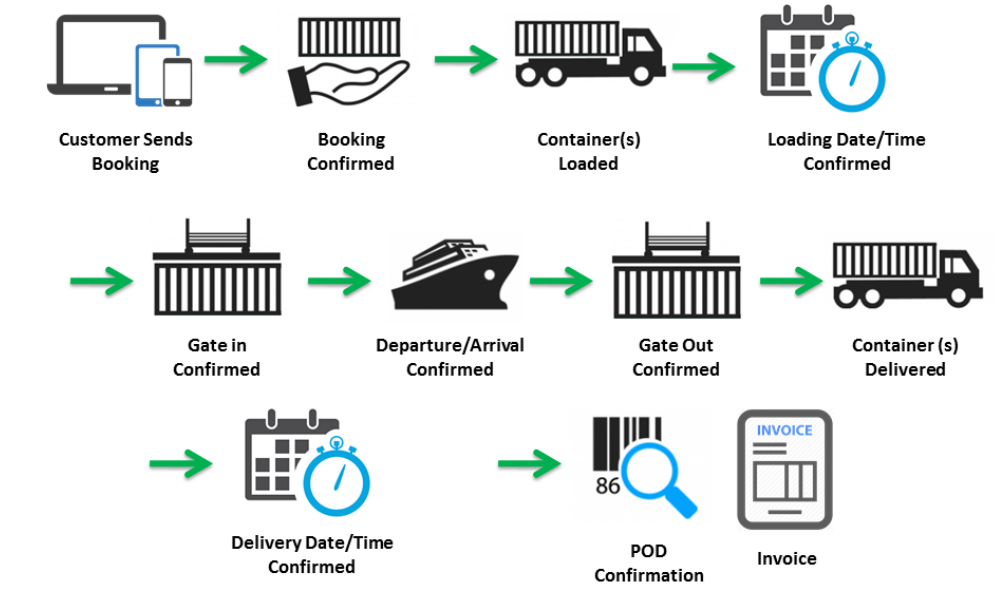 Customer Sends
Booking
Booking
Confirmed
Container(s)
Loaded
Loading Date/Time
Confirmed
Gate in
Confirmed
Departure/Arrival
Confirmed
Gate Out
Confirmed
Container (s)
Delivered
Delivery Date/Time
Confirmed
86
POD
Confirmation
INVOICE
Invoice